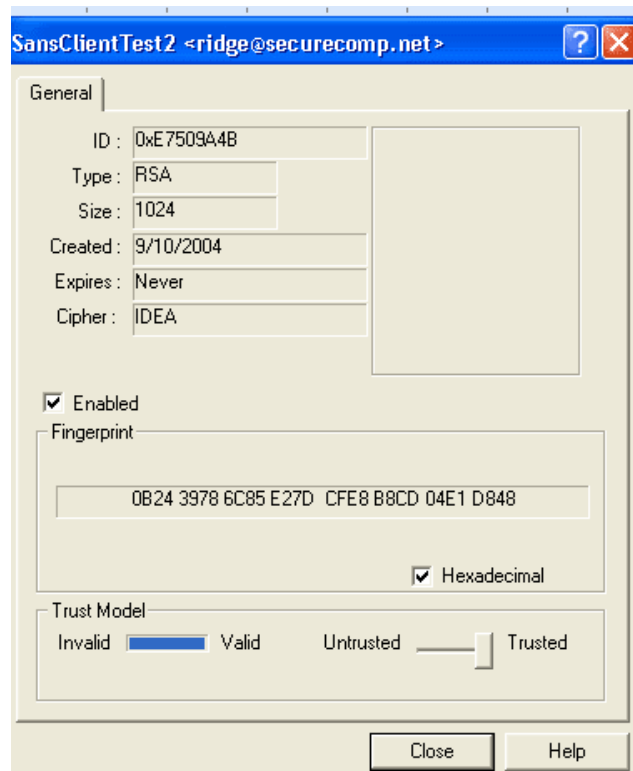 SansClientTest2 <ridge@securecomp.net>
General
ID : 0xE7509A4B
Type : RSA
Size : 1024
Created : 9/10/2004
Expires : Never
Cipher : IDEA
Enabled
Fingerprint
0B24 3978 6C85 E27D CFE8 B8CD 04E1 D848
Hexadecimal
Trust Model
Invalid Valid Untrusted Trusted
Close Help